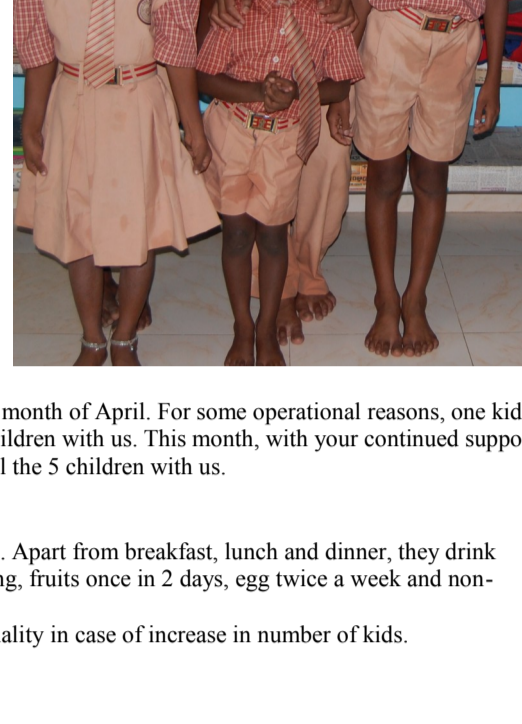 month of April. For some operational reasons, one kid
ildren with us. This month, with your continued suppo
l the 5 children with us.
. Apart from breakfast, lunch and dinner, they drink
ng, fruits once in 2 days, egg twice a week and non-
ality in case of increase in number of kids.